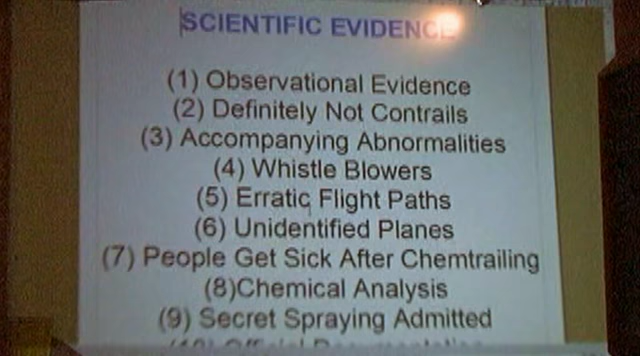 SCIENTIFIC EVIDENCE
(1) Observational Evidence
(2) Definitely Not Contrails
(3) Accompanying Abnormalities
(4) Whistle Blowers
(5) Erratic Flight Paths
(6) Unidentified Planes
(7) People Get Sick After Chemtrailing
(8)Chemical Analysis
(9) Secret Spraying Admitted